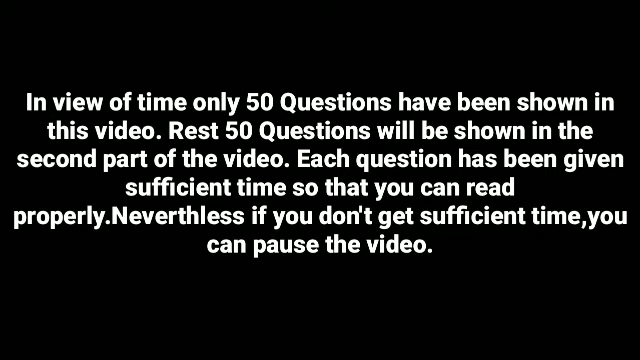 In view of time only 50 Questions have been shown in
this video. Rest 50 Questions will be shown in the
second part of the video. Each question has been given
sufficient time so that you can read
properly.Neverthless if you don't get sufficient time,you
can pause the video.